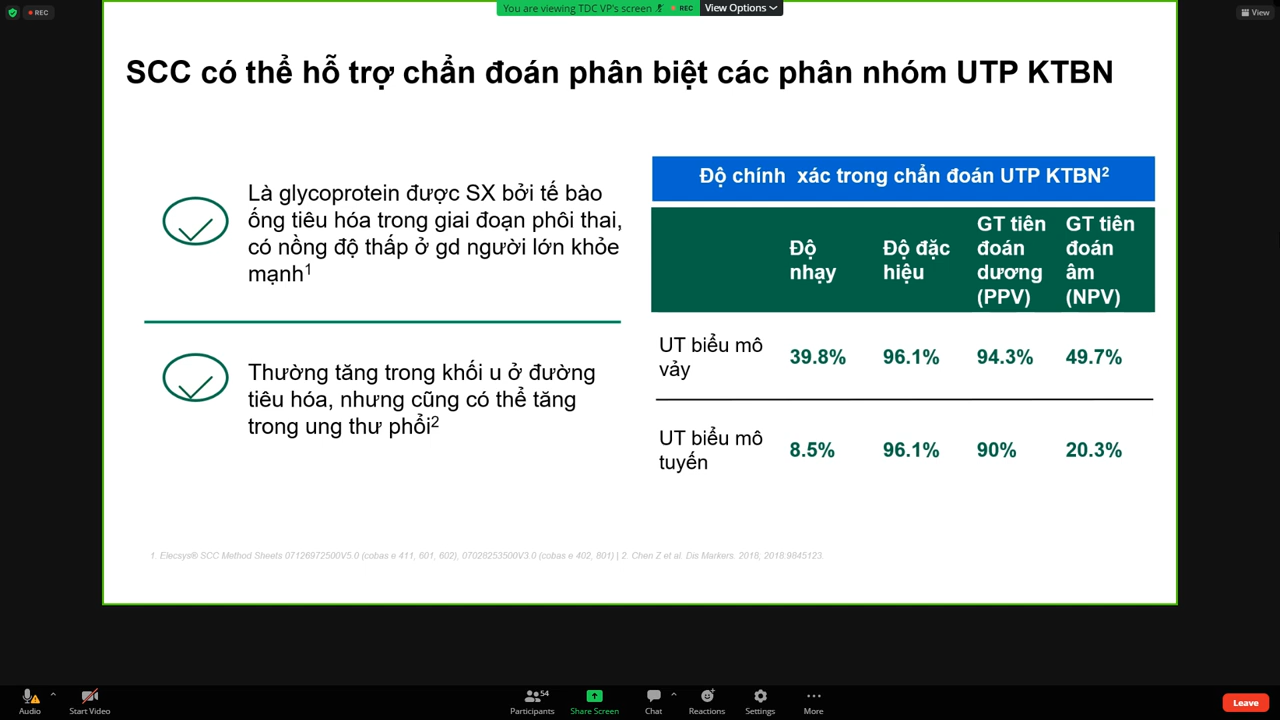 REC
You are viewing TDC VP's screen
REC
View Options
View
SCC có thể hỗ trợ chẩn đoán phân biệt các phân nhóm UTP KTBN
Là glycoprotein được SX bởi tế bào
ống tiêu hóa trong giai đoạn phôi thai,
có nồng độ thấp ở gd người lớn khỏe
mạnh1
Thường tăng trong khối u ở đường
tiêu hóa, nhưng cũng có thể tăng
trong ung thư phổi2
Độ chính xác trong chẩn đoán UTP KTBN2
Độ nhạy
Độ đặc hiệu
GT tiên đoán dương (PPV)
GT tiên đoán âm (NPV)
UT biểu mô vảy 39.8% 96.1% 94.3% 49.7%
UT biểu mô tuyến 8.5% 96.1% 90% 20.3%
1. Elecsys® SCC Method Sheets 07126972500V5.0 (cobas e 411, 601, 602), 07028253500V3.0 (cobas e 402, 801) | 2. Chen Z et al. Dis Markers. 2018, 2018:9845123.
Audio
Start Video
54
Participants
Share Screen
Chat
Reactions
Settings
More
Leave